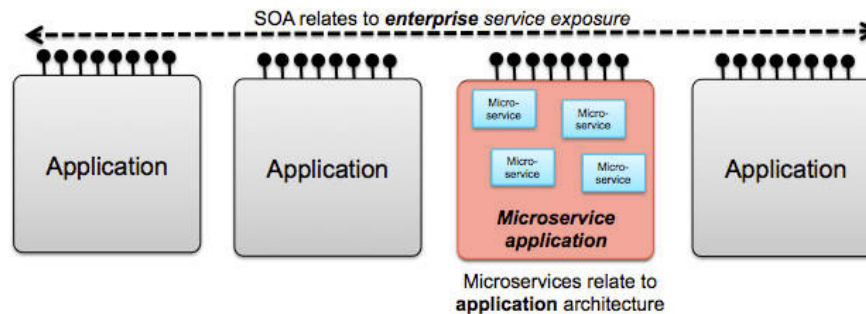 SOA relates to enterprise service exposure
Application
Application
Micro-
service
Micro-
service
Micro-
service
Micro-
service
Microservice
application
Application
Microservices relate to
application architecture